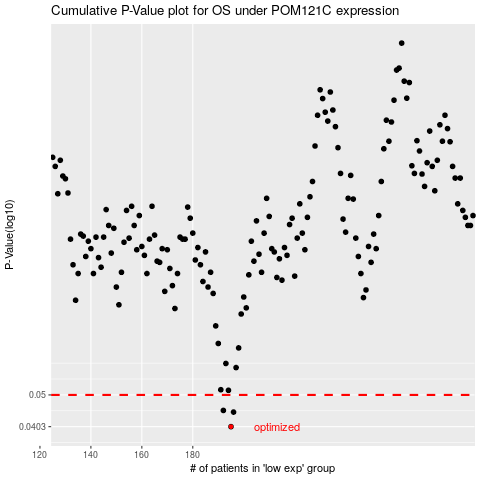 Cumulative P-Value plot for OS under POM121C expression
P-Value(log10)
0.05
0.0403
optimized
120 140 160 180
# of patients in 'low exp' group